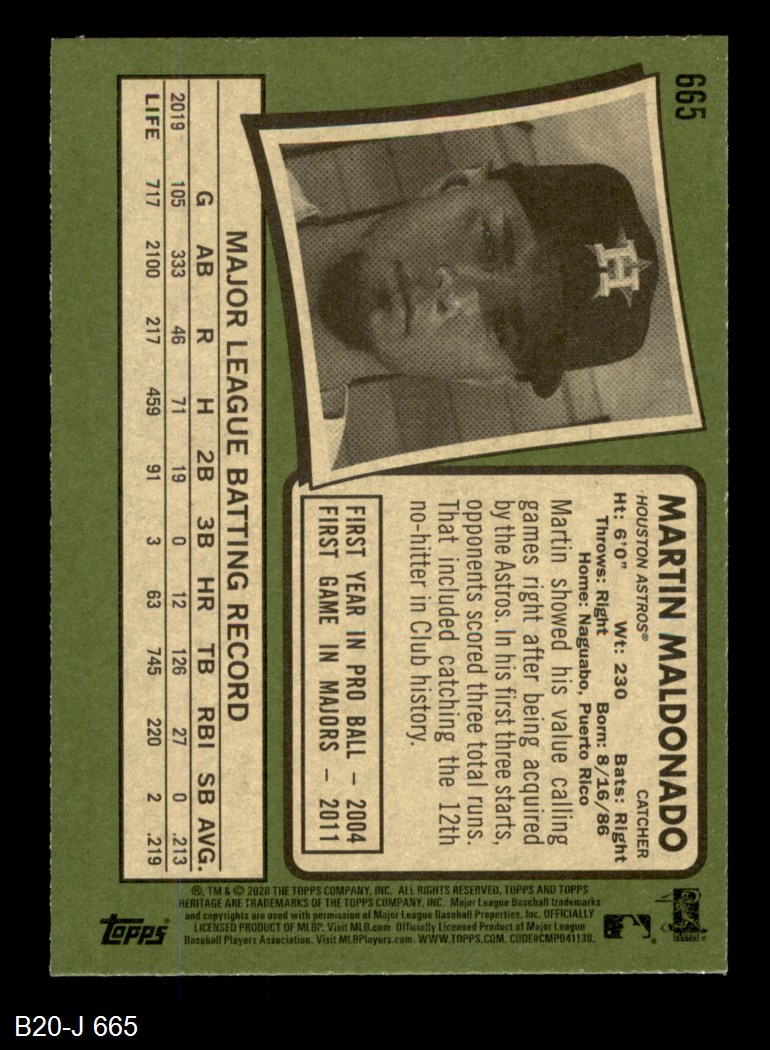 665
MARTIN MALDONADO
HOUSTON ASTROS® CATCHER
Ht: 6'0" Wt: 230 Bats: Right
Throws: Right Born: 8/16/86
Home: Naguabo, Puerto Rico
Martin showed his value calling
games right after being acquired
by the Astros. In his first three starts,
opponents scored three total runs.
That included catching the 12th
no-hitter in Club history.
FIRST YEAR IN PRO BALL – 2004
FIRST GAME IN MAJORS – 2011
MAJOR LEAGUE BATTING RECORD
G AB R H 2B 3B HR TB RBI SB AVG.
2019 105 333 46 71 19 0 12 126 27 0 .213
LIFE 717 2100 217 459 91 3 63 745 220 2 .219
®, TM & © 2020 THE TOPPS COMPANY, INC. ALL RIGHTS RESERVED. TOPPS AND TOPPS
HERITAGE ARE TRADEMARKS OF THE TOPPS COMPANY, INC. Major League Baseball trademarks
and copyrights are used with permission of Major League Baseball Properties, Inc. OFFICIALLY
LICENSED PRODUCT OF MLBP. Visit MLB.com Officially Licensed Product of Major League
Baseball Players Association. Visit MLBPlayers.com. WWW.TOPPS.COM. CODE#CMP041139.
TOPPS
B20-J 665